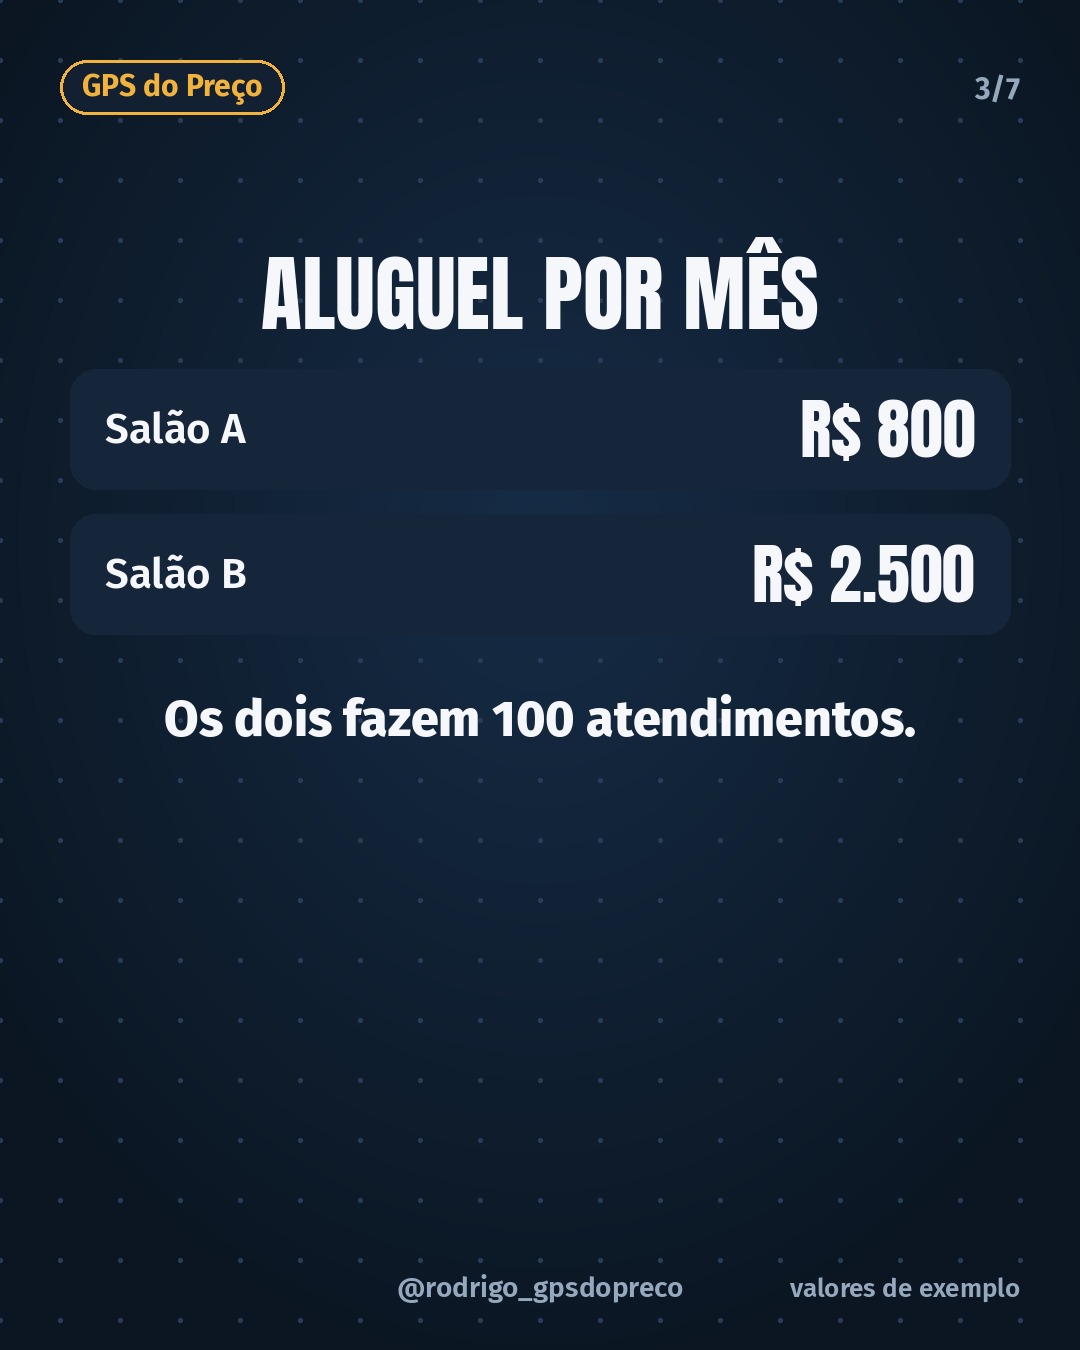 GPS do Preço
3/7
ALUGUEL POR MÊS
Salão A
R$ 800
Salão B
R$ 2.500
Os dois fazem 100 atendimentos.
@rodrigo_gpsdopreco
valores de exemplo